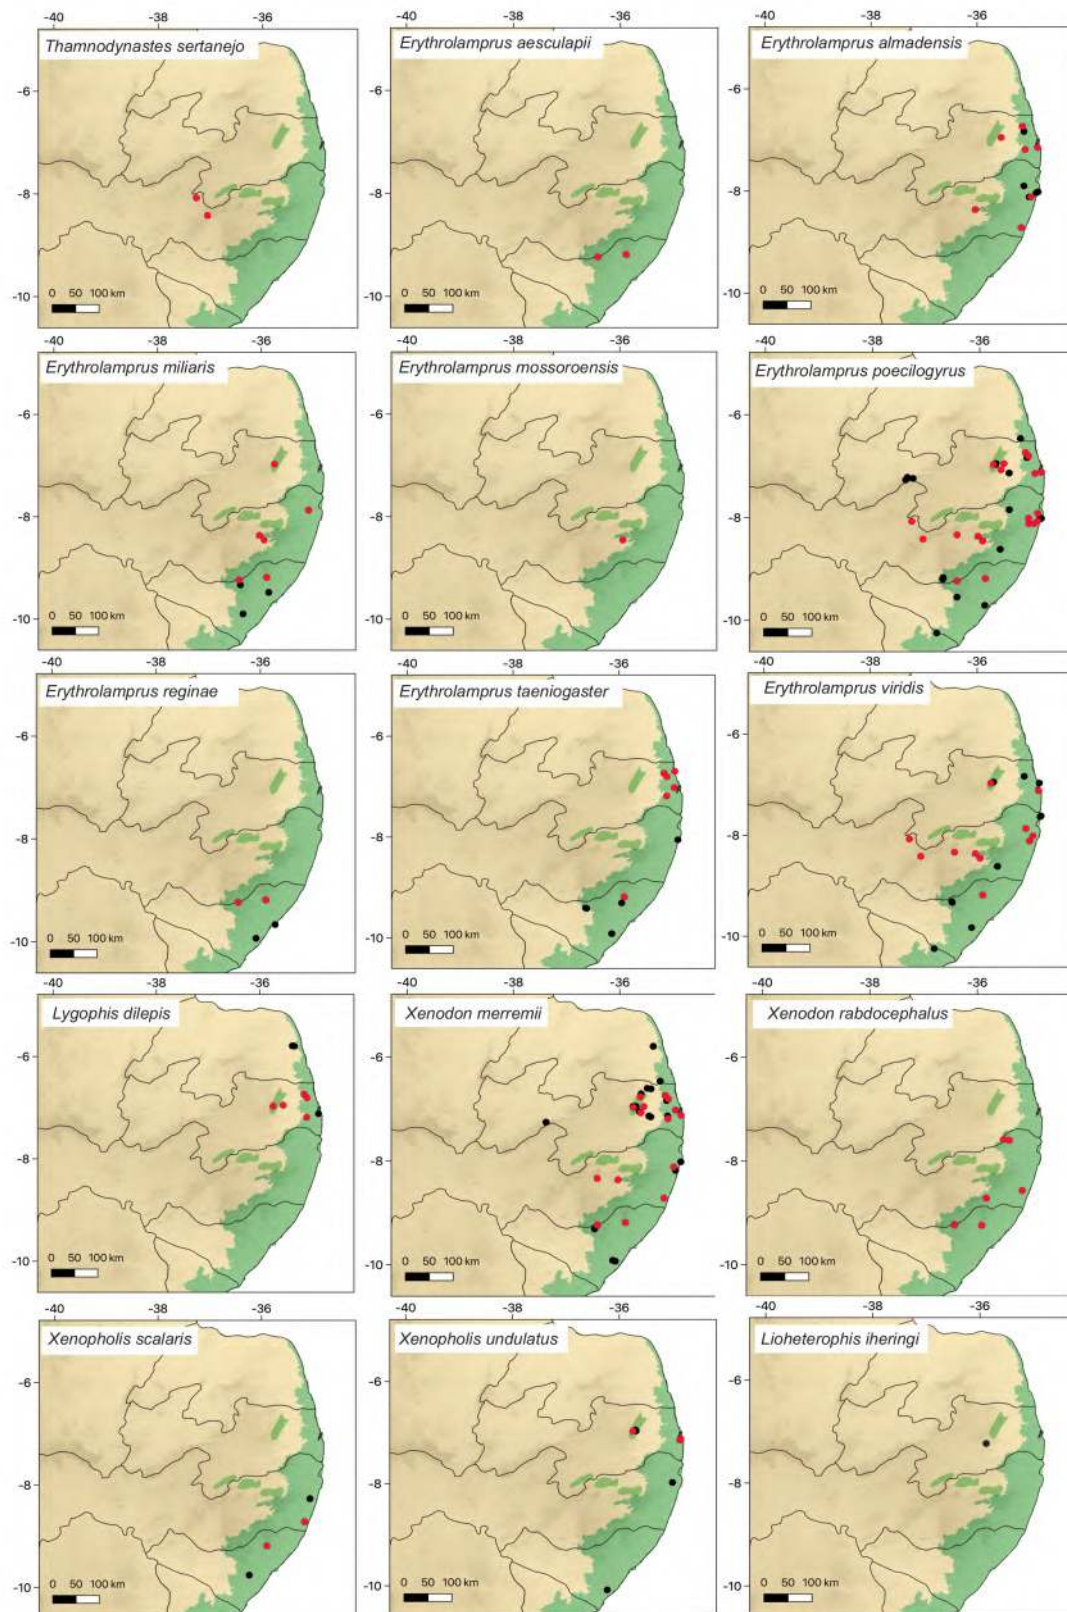 -40 -38 -36
-40 -38 -36
-40 -38 -36
Thamnodynastes sertanejo
Erythrolamprus aesculapii
Erythrolamprus almadensis
-6
-8
-10
-6
-8
-10
-6
-8
-10
0 50 100 km
0 50 100 km
0 50 100 km
-40 -38 -36
-40 -38 -36
-40 -38 -36
Erythrolamprus miliaris
Erythrolamprus mossoroensis
Erythrolamprus poecilogyrus
-6
-8
-10
-6
-8
-10
-6
-8
-10
0 50 100 km
0 50 100 km
0 50 100 km
-40 -38 -36
-40 -38 -36
-40 -38 -36
Erythrolamprus reginae
Erythrolamprus taeniogaster
Erythrolamprus viridis
-6
-8
-10
-6
-8
-10
-6
-8
-10
0 50 100 km
0 50 100 km
0 50 100 km
-40 -38 -36
-40 -38 -36
-40 -38 -36
Lygophis dilepis
Xenodon merremii
Xenodon rabdocephalus
-6
-8
-10
-6
-8
-10
-6
-8
-10
0 50 100 km
0 50 100 km
0 50 100 km
-40 -38 -36
-40 -38 -36
-40 -38 -36
Xenopholis scalaris
Xenopholis undulatus
Lioheterophis iheringi
-6
-8
-10
-6
-8
-10
-6
-8
-10
0 50 100 km
0 50 100 km
0 50 100 km